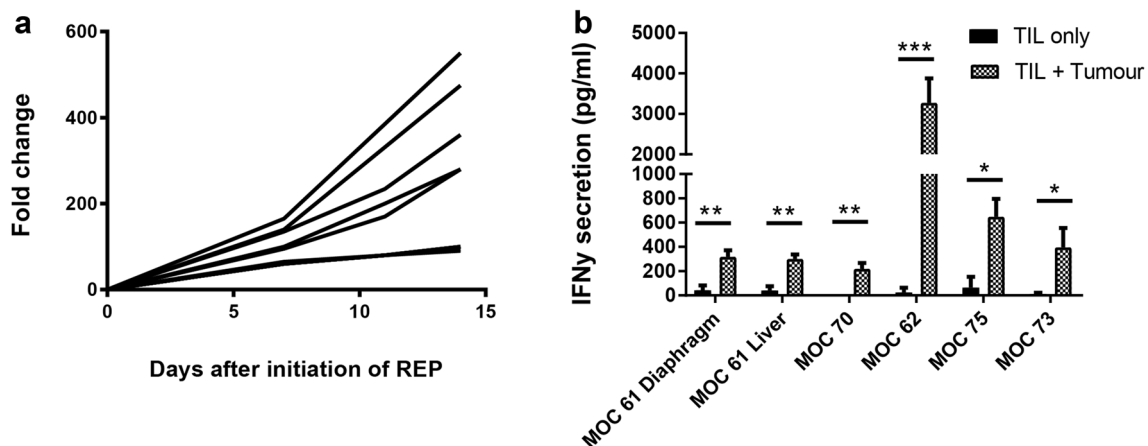 a
600
400
200
0
0 5 10 15
Fold change
Days after initiation of REP
b
5000
4000
3000
2000
1000
800
600
400
200
0
IFNy secretion (pg/ml)
TIL only
TIL + Tumour
**
**
**
***
*
*
MOC 61 Diaphragm
MOC 61 Liver
MOC 70
MOC 62
MOC 75
MOC 73